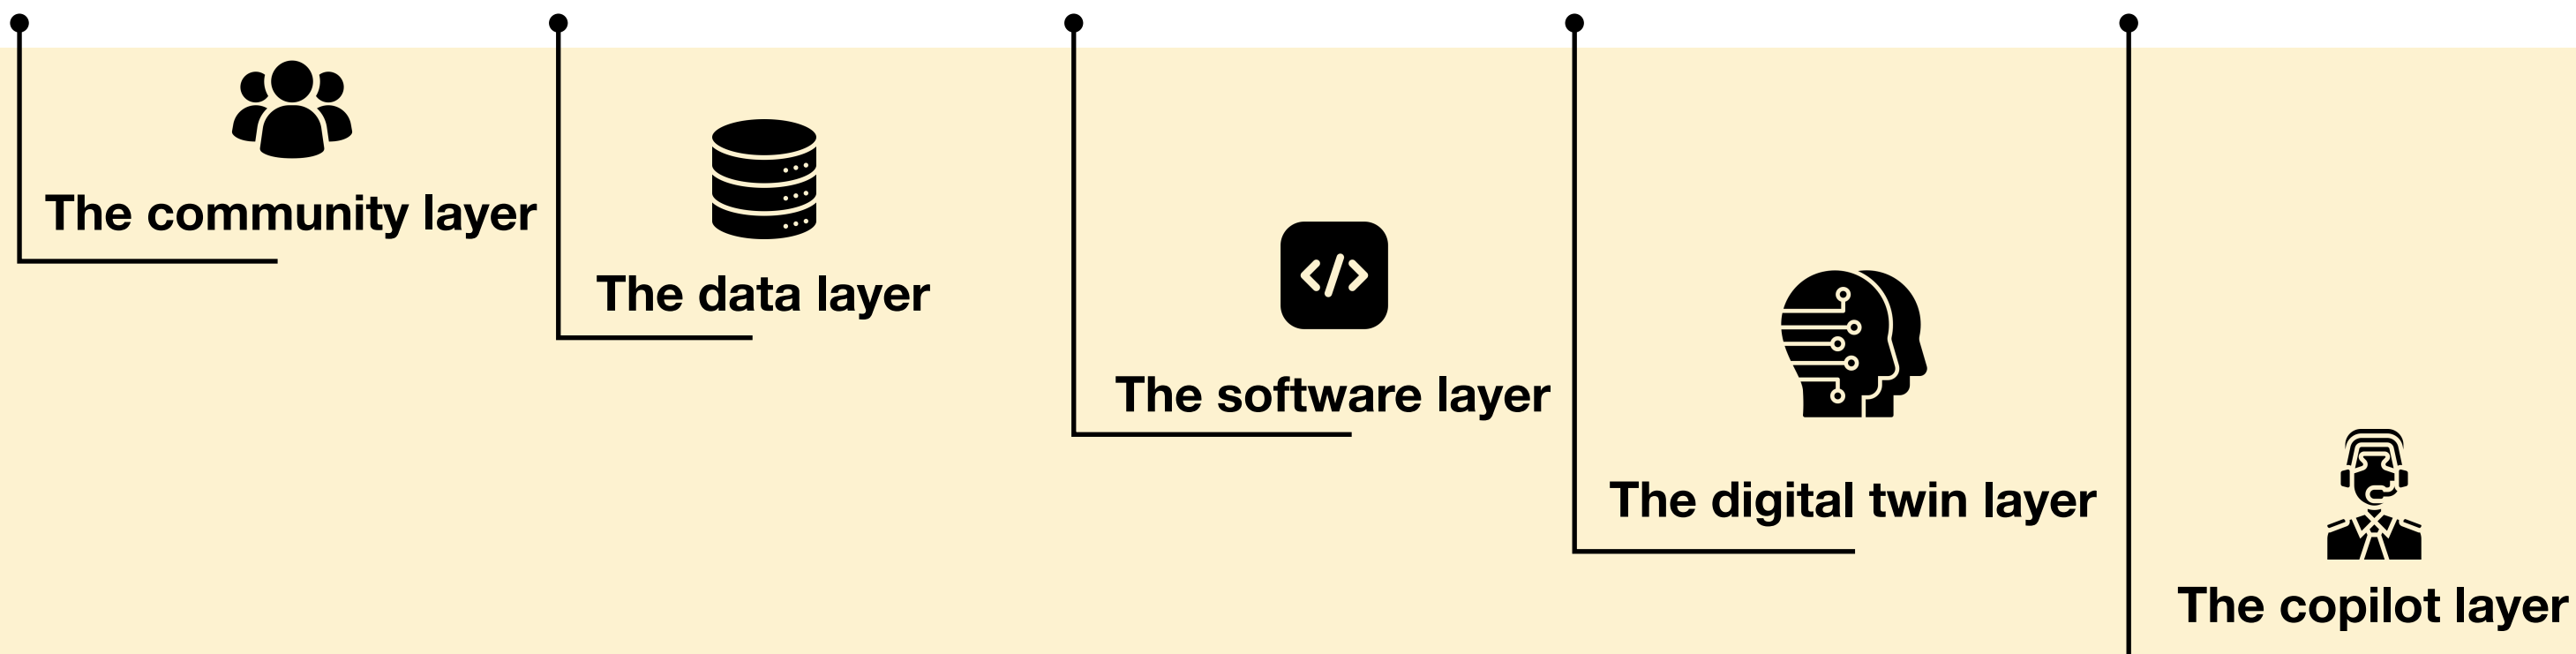 The community layer
The data layer
The software layer
The digital twin layer
The copilot layer